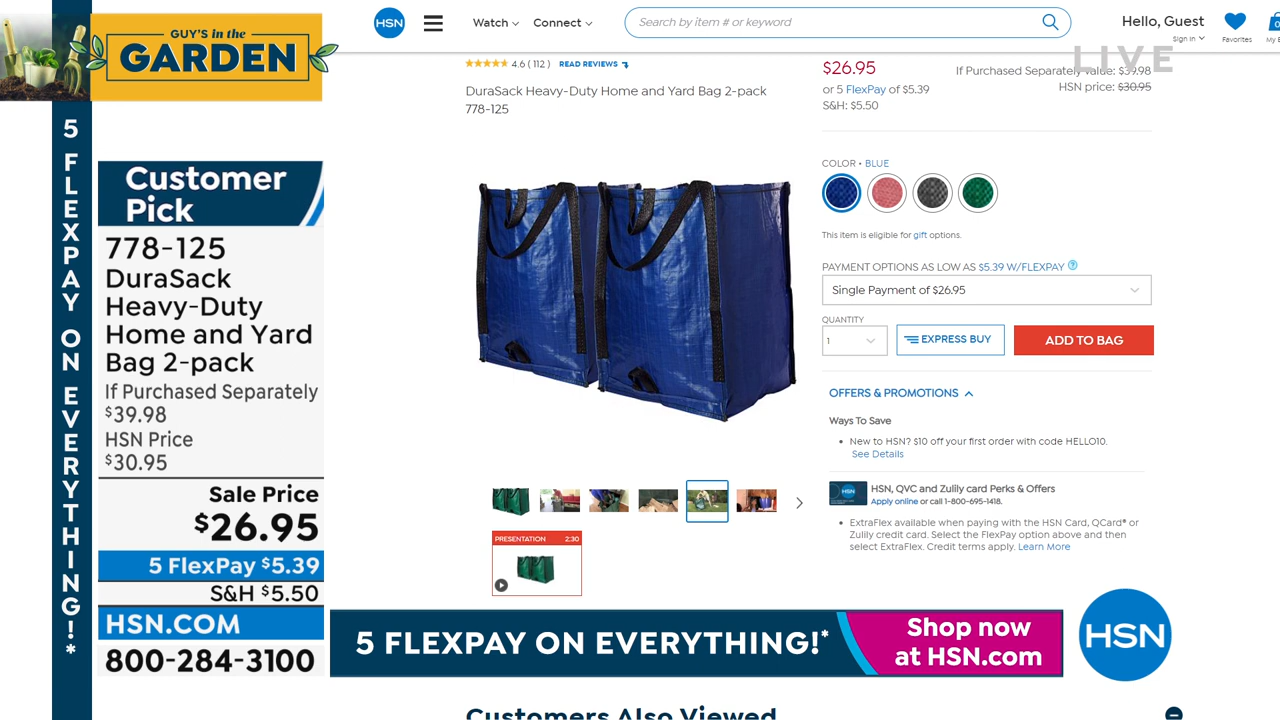 GUY'S in the
GARDEN
5 FLEXPAY ON EVERYTHING!*
Customer
Pick
778-125
DuraSack
Heavy-Duty
Home and Yard
Bag 2-pack
If Purchased Separately
$39.98
HSN Price
$30.95
Sale Price
$26.95
5 FlexPay $5.39
S&H $5.50
HSN.COM
800-284-3100
HSN
Watch
Connect
Search by item # or keyword
Hello, Guest
Sign In
Favorites
0
LIVE
4.6 ( 112 )
READ REVIEWS
DuraSack Heavy-Duty Home and Yard Bag 2-pack
778-125
$26.95
or 5 FlexPay of $5.39
S&H: $5.50
If Purchased Separately Value: $39.98
HSN price: $30.95
COLOR • BLUE
This item is eligible for gift options.
PAYMENT OPTIONS AS LOW AS $5.39 W/FLEXPAY ?
Single Payment of $26.95
QUANTITY
1
EXPRESS BUY
ADD TO BAG
OFFERS & PROMOTIONS
Ways To Save
• New to HSN? $10 off your first order with code HELLO10.
See Details
HSN
HSN, QVC and Zulily card Perks & Offers
Apply online or call 1-800-695-1418.
• ExtraFlex available when paying with the HSN Card, QCard® or
Zulily credit card. Select the FlexPay option above and then
select ExtraFlex. Credit terms apply. Learn More
PRESENTATION 2:30
5 FLEXPAY ON EVERYTHING!*
Shop now
at HSN.com
HSN
Customers Also Viewed